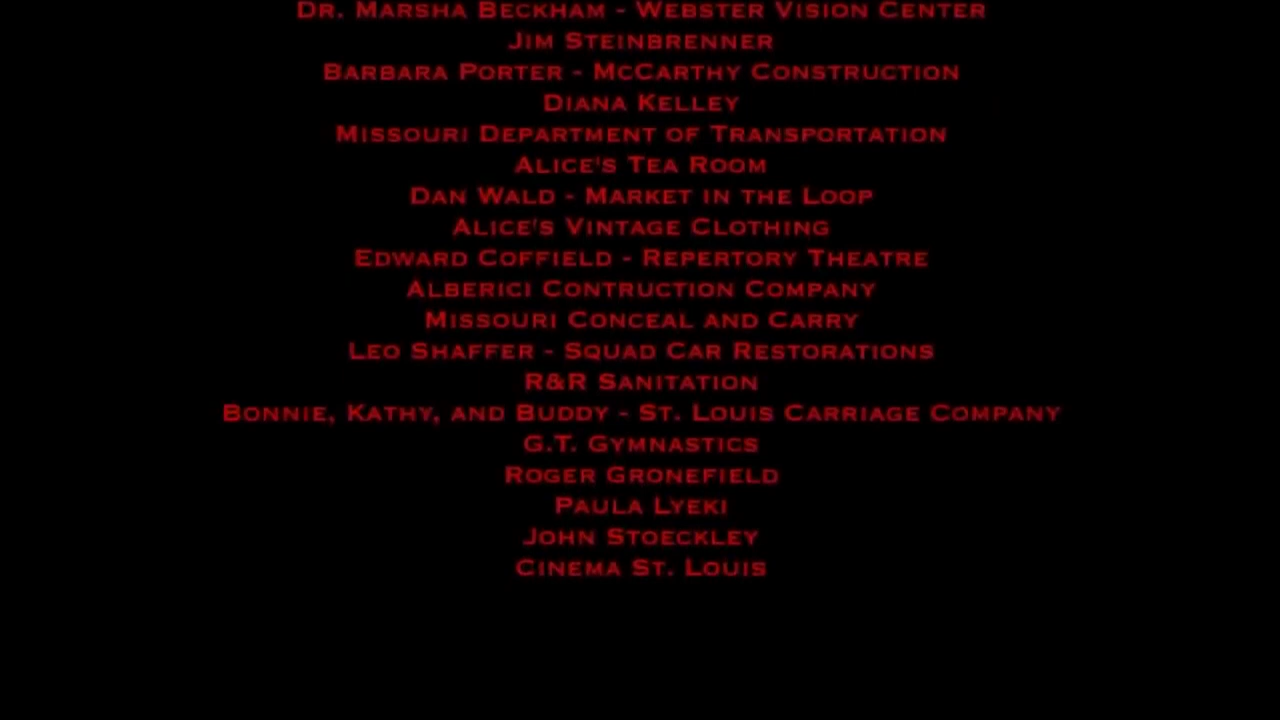 Dr. Marsha Beckham - Webster Vision Center
Jim Steinbrenner
Barbara Porter - McCarthy Construction
Diana Kelley
Missouri Department of Transportation
Alice's Tea Room
Dan Wald - Market in the Loop
Alice's Vintage Clothing
Edward Coffield - Repertory Theatre
Alberici Contruction Company
Missouri Conceal and Carry
Leo Shaffer - Squad Car Restorations
R&R Sanitation
Bonnie, Kathy, and Buddy - St. Louis Carriage Company
G.T. Gymnastics
Roger Gronefield
Paula Lyeki
John Stoeckley
Cinema St. Louis